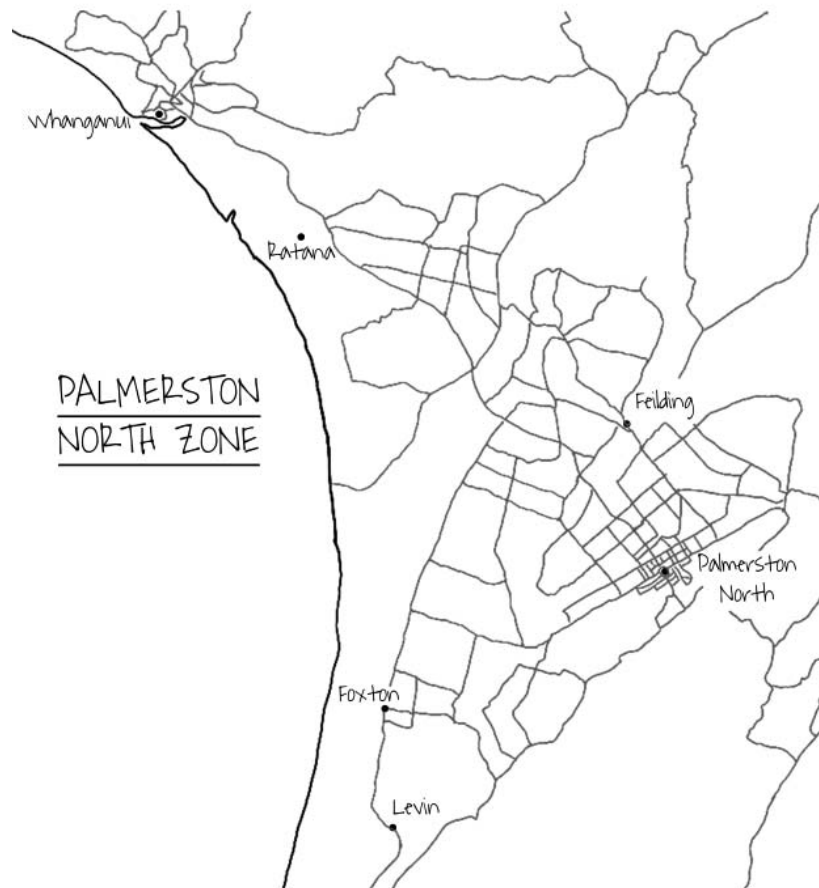 Whanganui
Ratana
PALMERSTON
NORTH ZONE
Feilding
Palmerston
North
Foxton
Levin